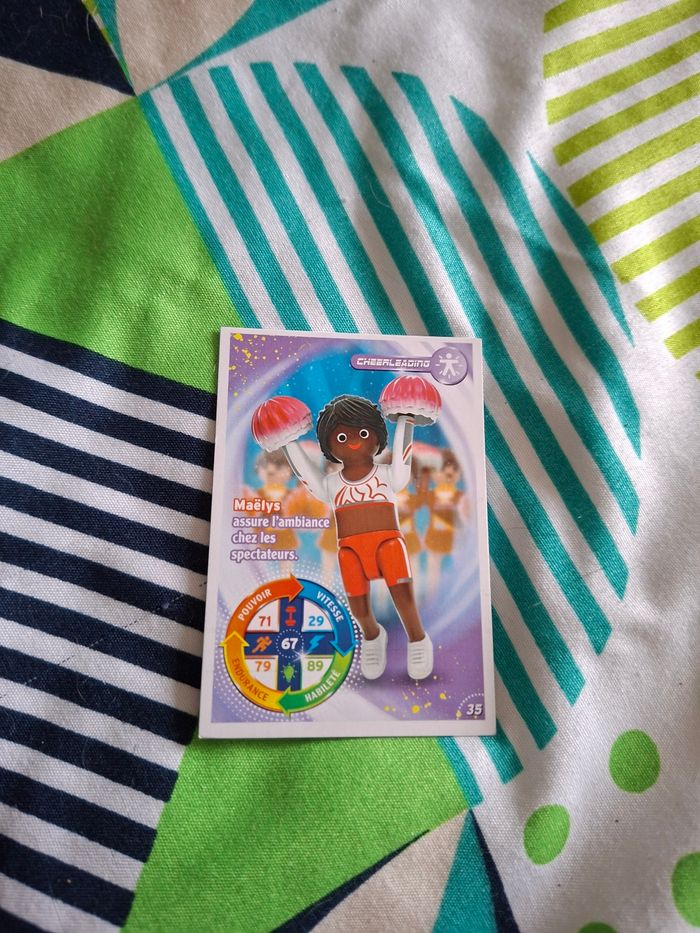 CHEERLEADING
Maëlys
assure l'ambiance
chez les
spectateurs.
POUVOIR
VITESSE
71
29
67
79
89
ENDURANCE
HABILETÉ
35